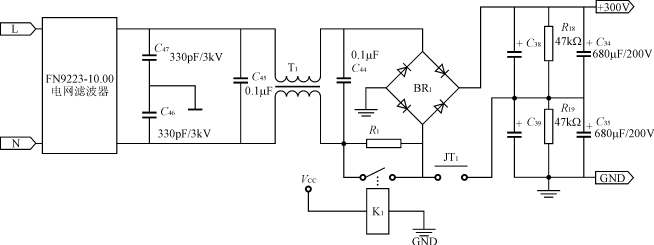 +300V
L
R18
47kΩ
C47
330pF/3kV
T1
0.1μF
C44
+ C38
+ C34
680μF/200V
FN9223-10.00
电网滤波器
C45
0.1μF
BR1
C46
330pF/3kV
R1
+ C39
R19
47kΩ
+ C35
680μF/200V
N
JT1
VCC
K1
GND
GND